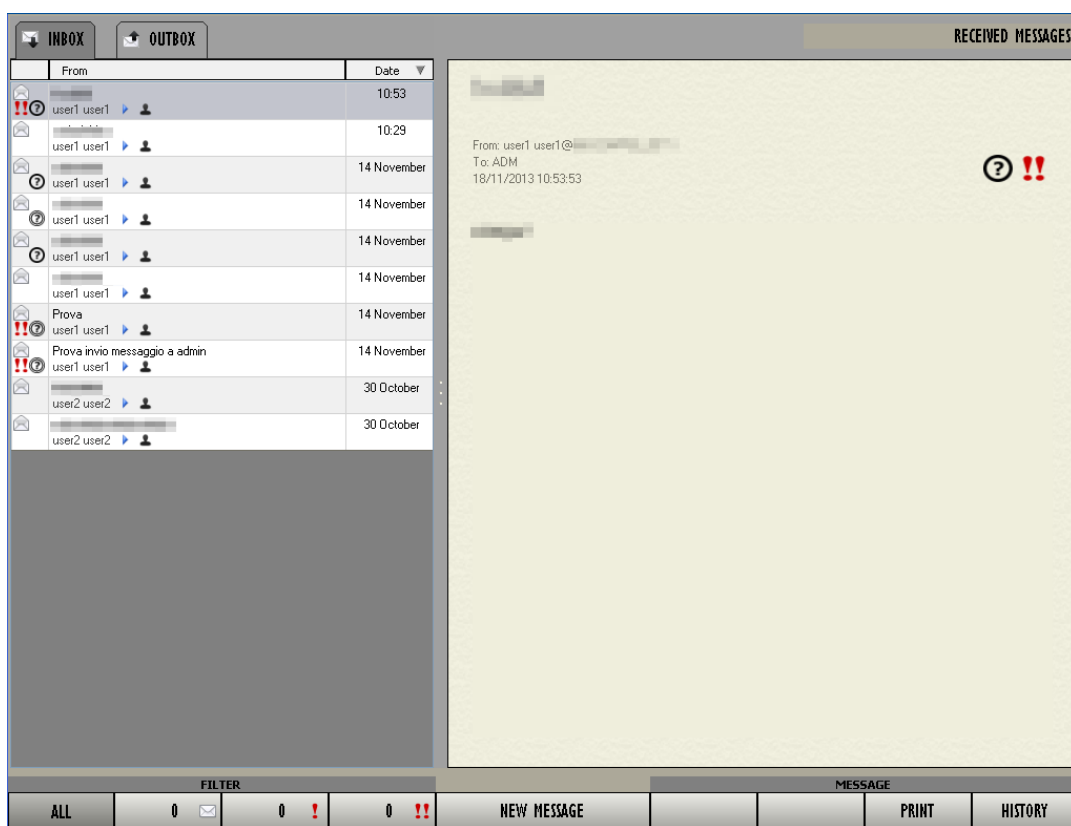 INBOX OUTBOX RECEIVED MESSAGES
From Date
10:53
user1 user1
10:29
user1 user1
14 November
user1 user1
14 November
user1 user1
14 November
user1 user1
14 November
user1 user1
Prova 14 November
user1 user1
Prova invio messaggio a admin 14 November
user1 user1
30 October
user2 user2
30 October
user2 user2
From: user1 user1@
To: ADM
18/11/2013 10:53:53
FILTER MESSAGE
ALL 0 0 ! 0 !! NEW MESSAGE PRINT HISTORY